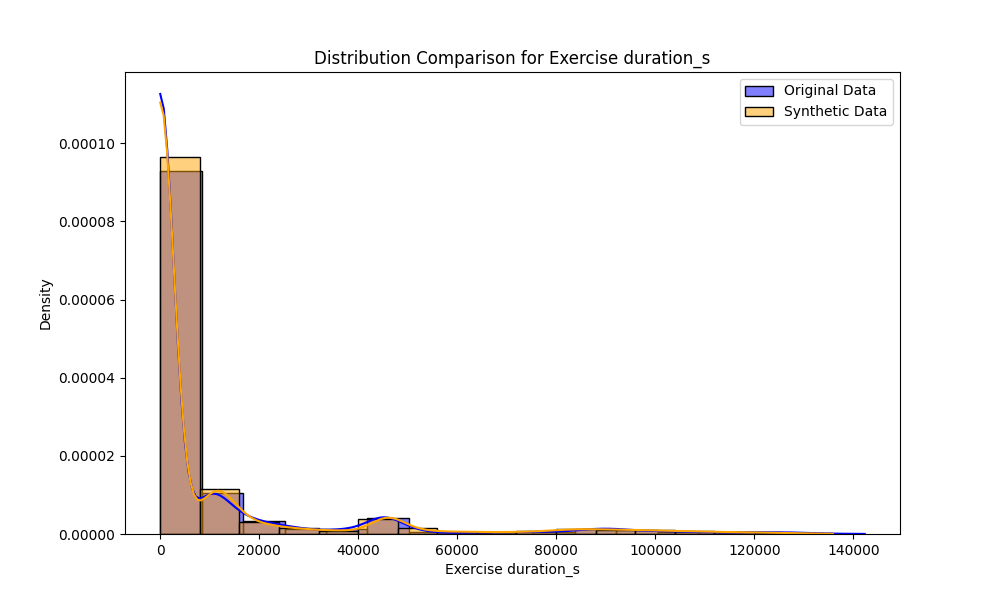 Distribution Comparison for Exercise duration_s
Original Data
Synthetic Data
Density
0.00010
0.00008
0.00006
0.00004
0.00002
0.00000
0 20000 40000 60000 80000 100000 120000 140000
Exercise duration_s